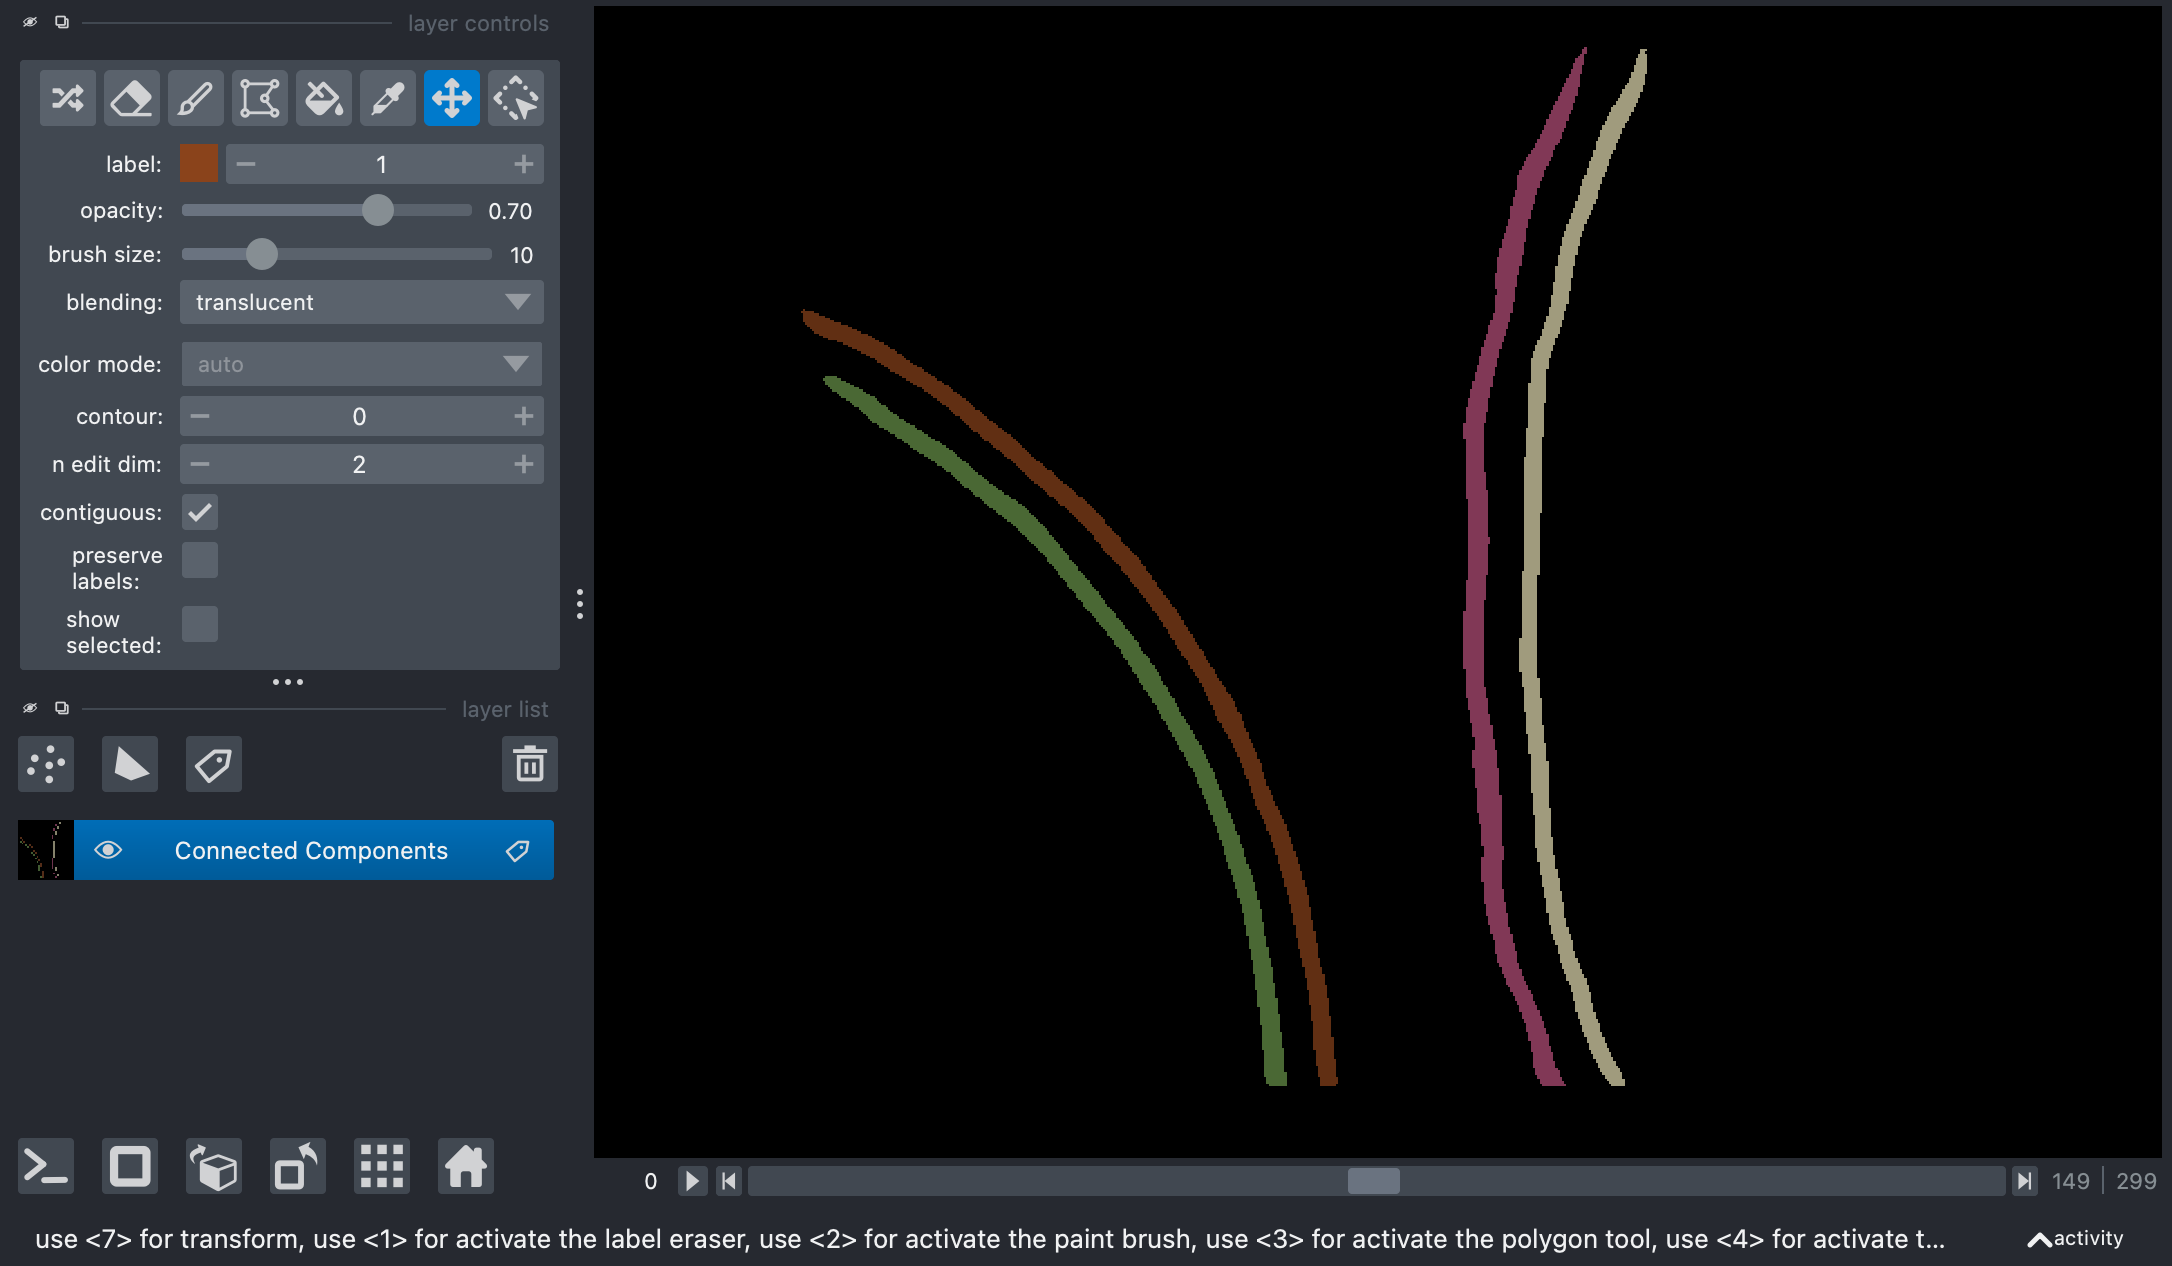 layer controls
label: 1
opacity: 0.70
brush size: 10
blending: translucent
color mode: auto
contour: 0
n edit dim: 2
contiguous:
preserve
labels:
show
selected:
layer list
Connected Components
0 149 299
use <7> for transform, use <1> for activate the label eraser, use <2> for activate the paint brush, use <3> for activate the polygon tool, use <4> for activate t...
activity